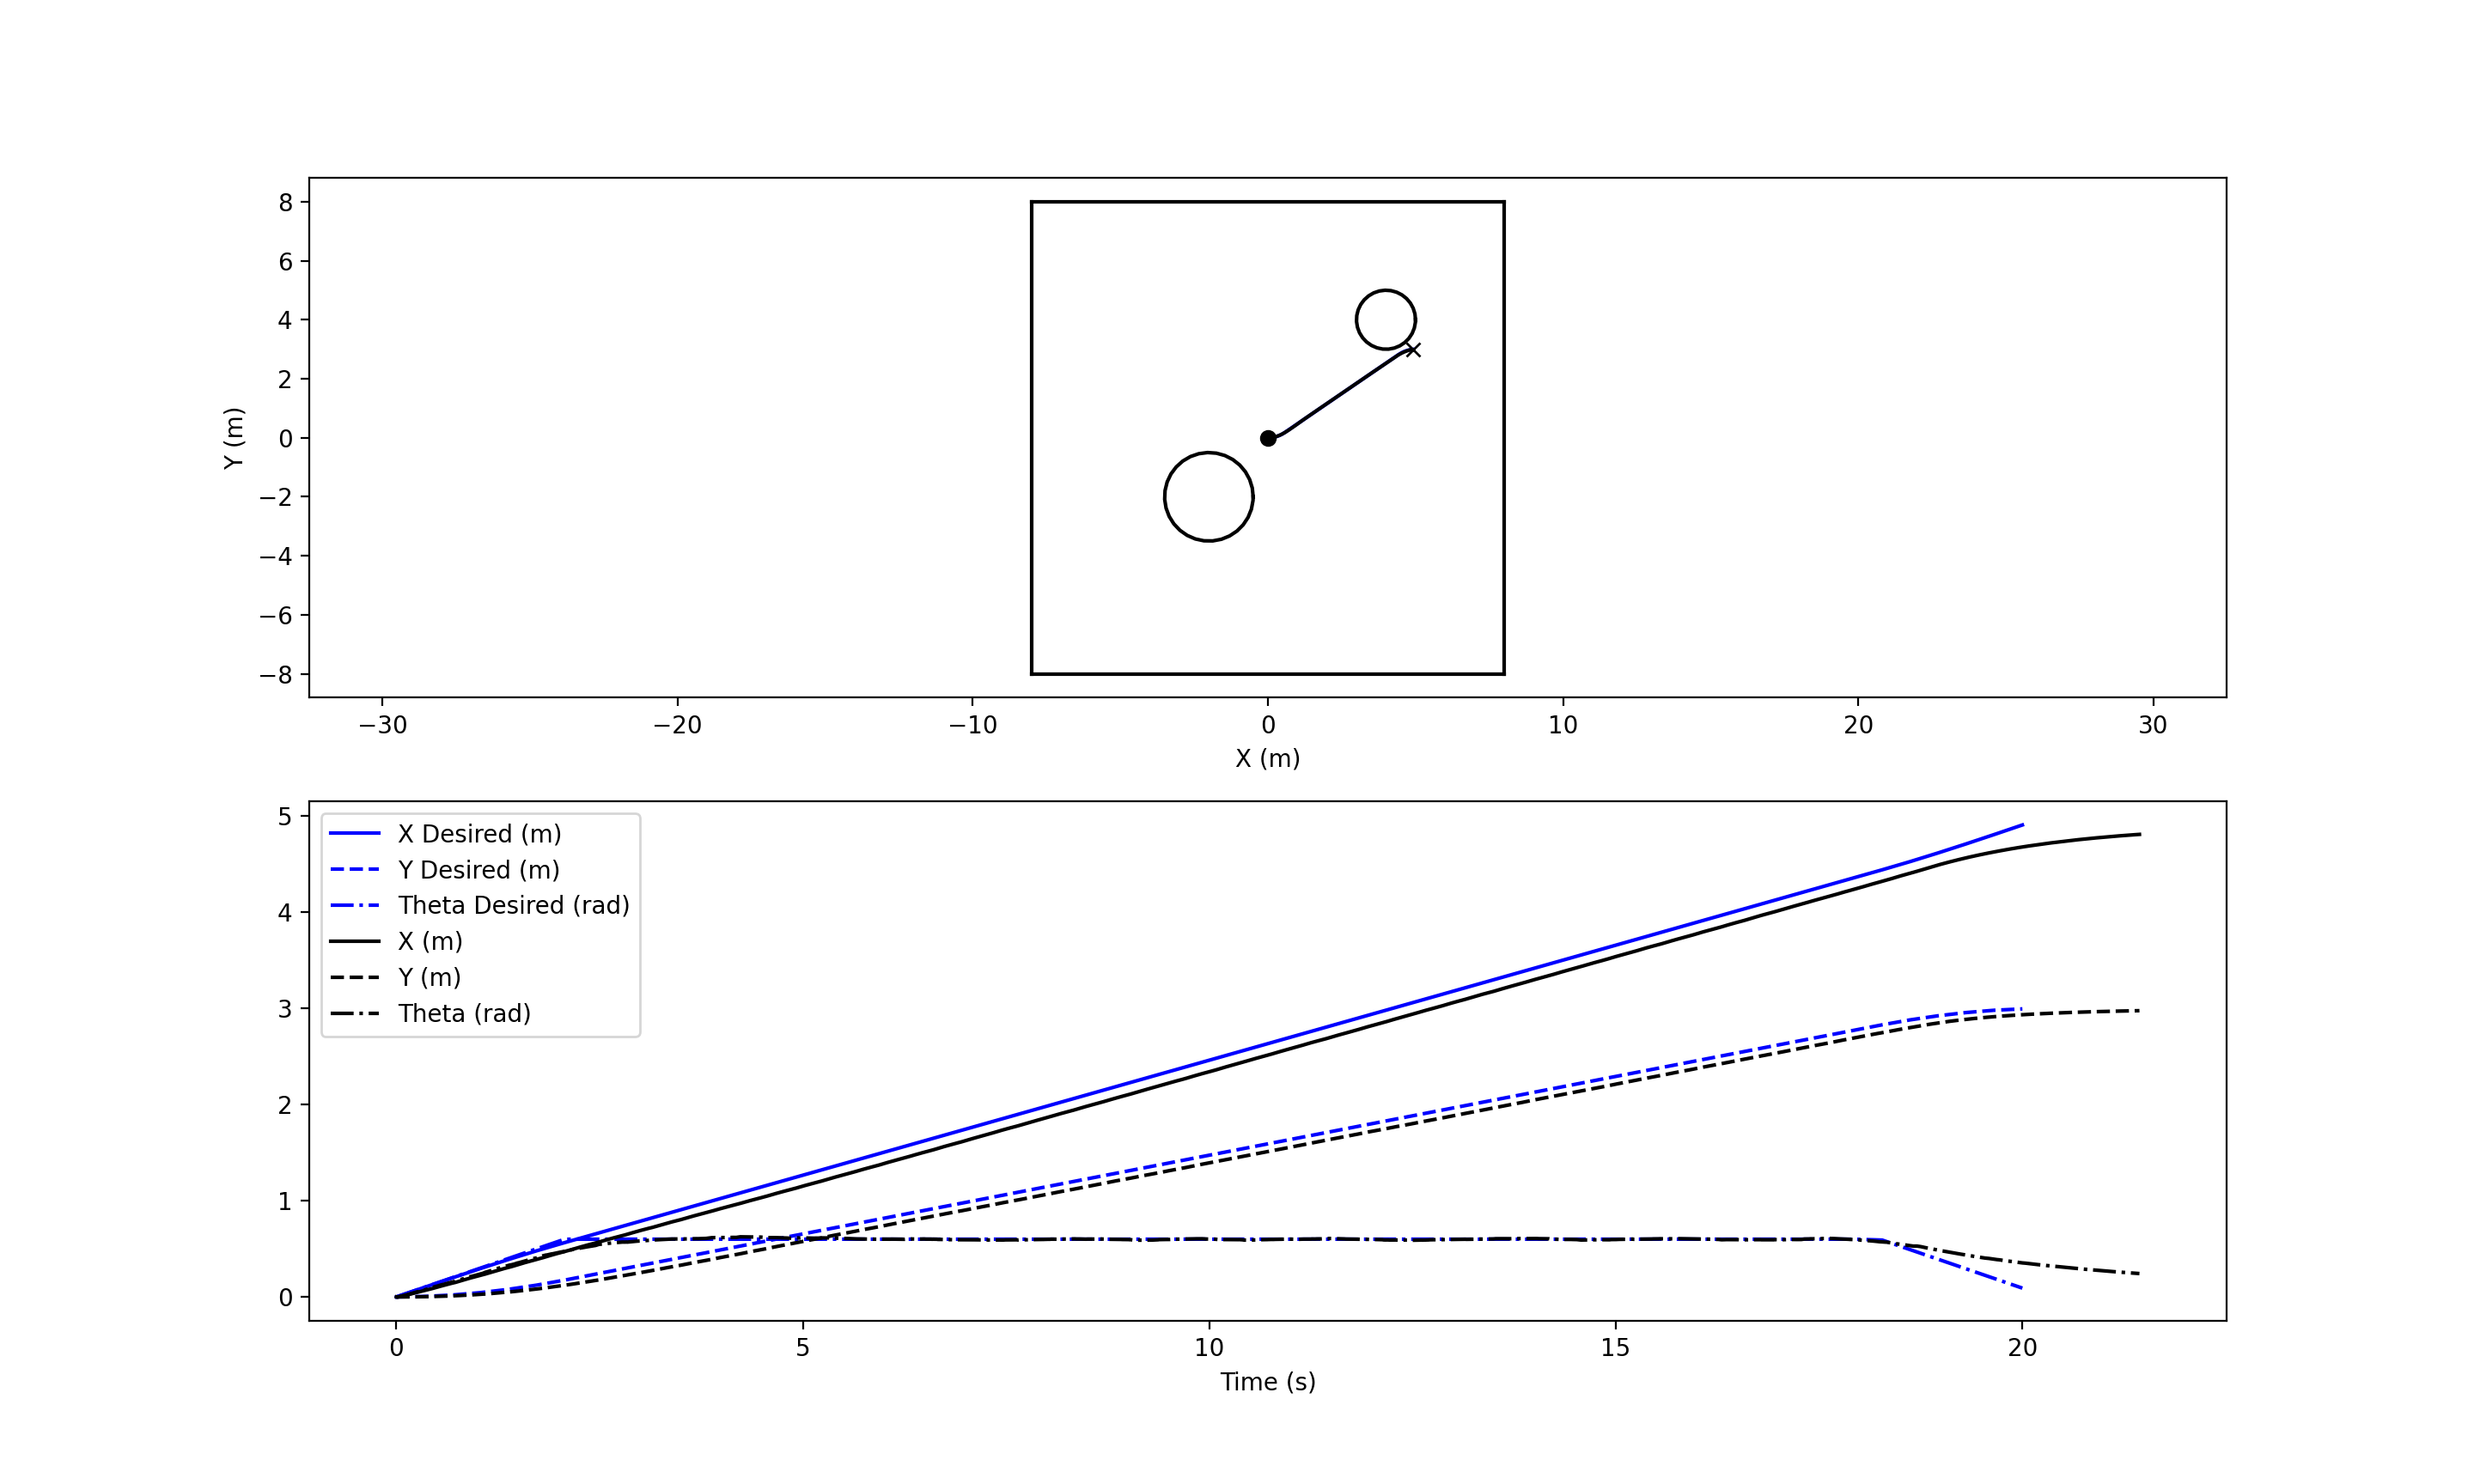 8
6
4
2
0
−2
−4
−6
−8
Y (m)
−30 −20 −10 0 10 20 30
X (m)
5
4
3
2
1
0
X Desired (m)
Y Desired (m)
Theta Desired (rad)
X (m)
Y (m)
Theta (rad)
0 5 10 15 20
Time (s)